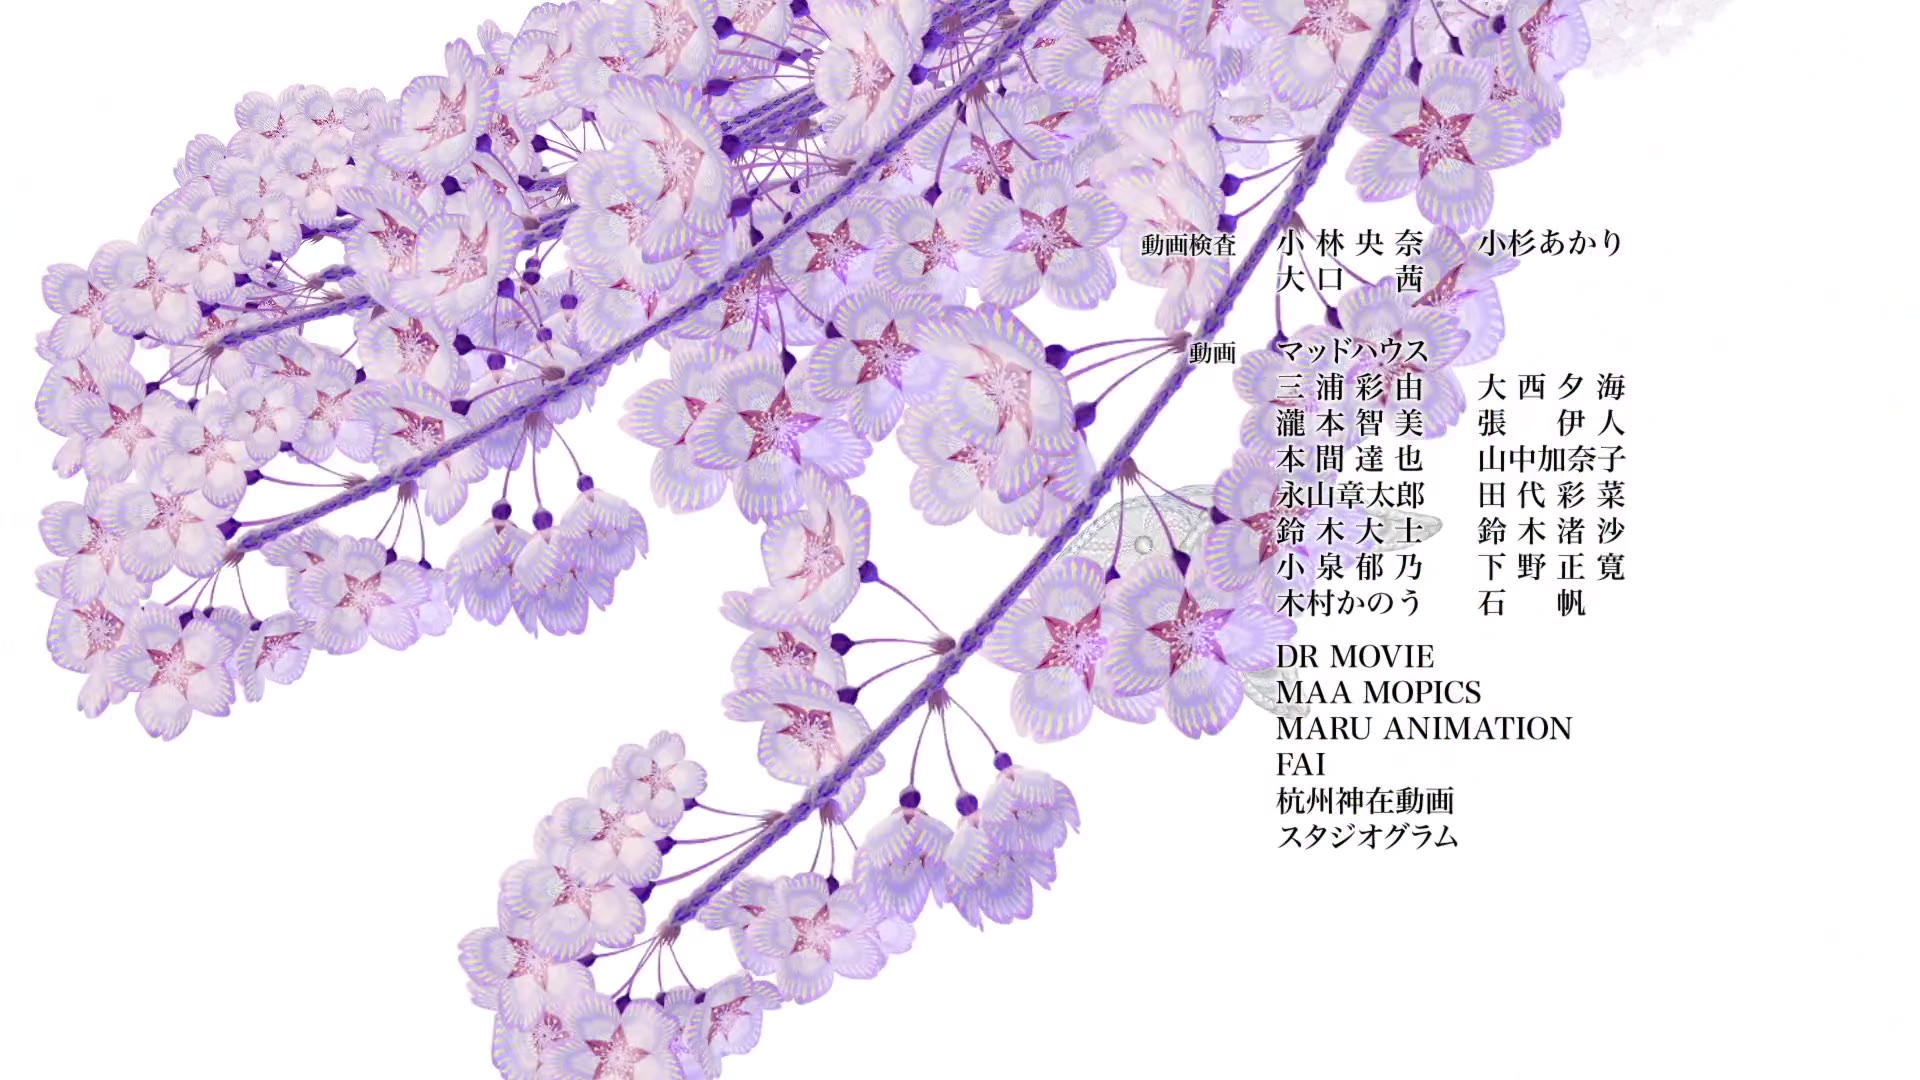 動画検査 小林央奈 小杉あかり
大口 茜
動画 マッドハウス
三浦彩由 大西夕海
瀧本智美 張 伊人
本間達也 山中加奈子
永山章太郎 田代彩菜
鈴木大士 鈴木渚沙
小泉郁乃 下野正寛
木村かのう 石 帆
DR MOVIE
MAA MOPICS
MARU ANIMATION
FAI
杭州神在動画
スタジオグラム